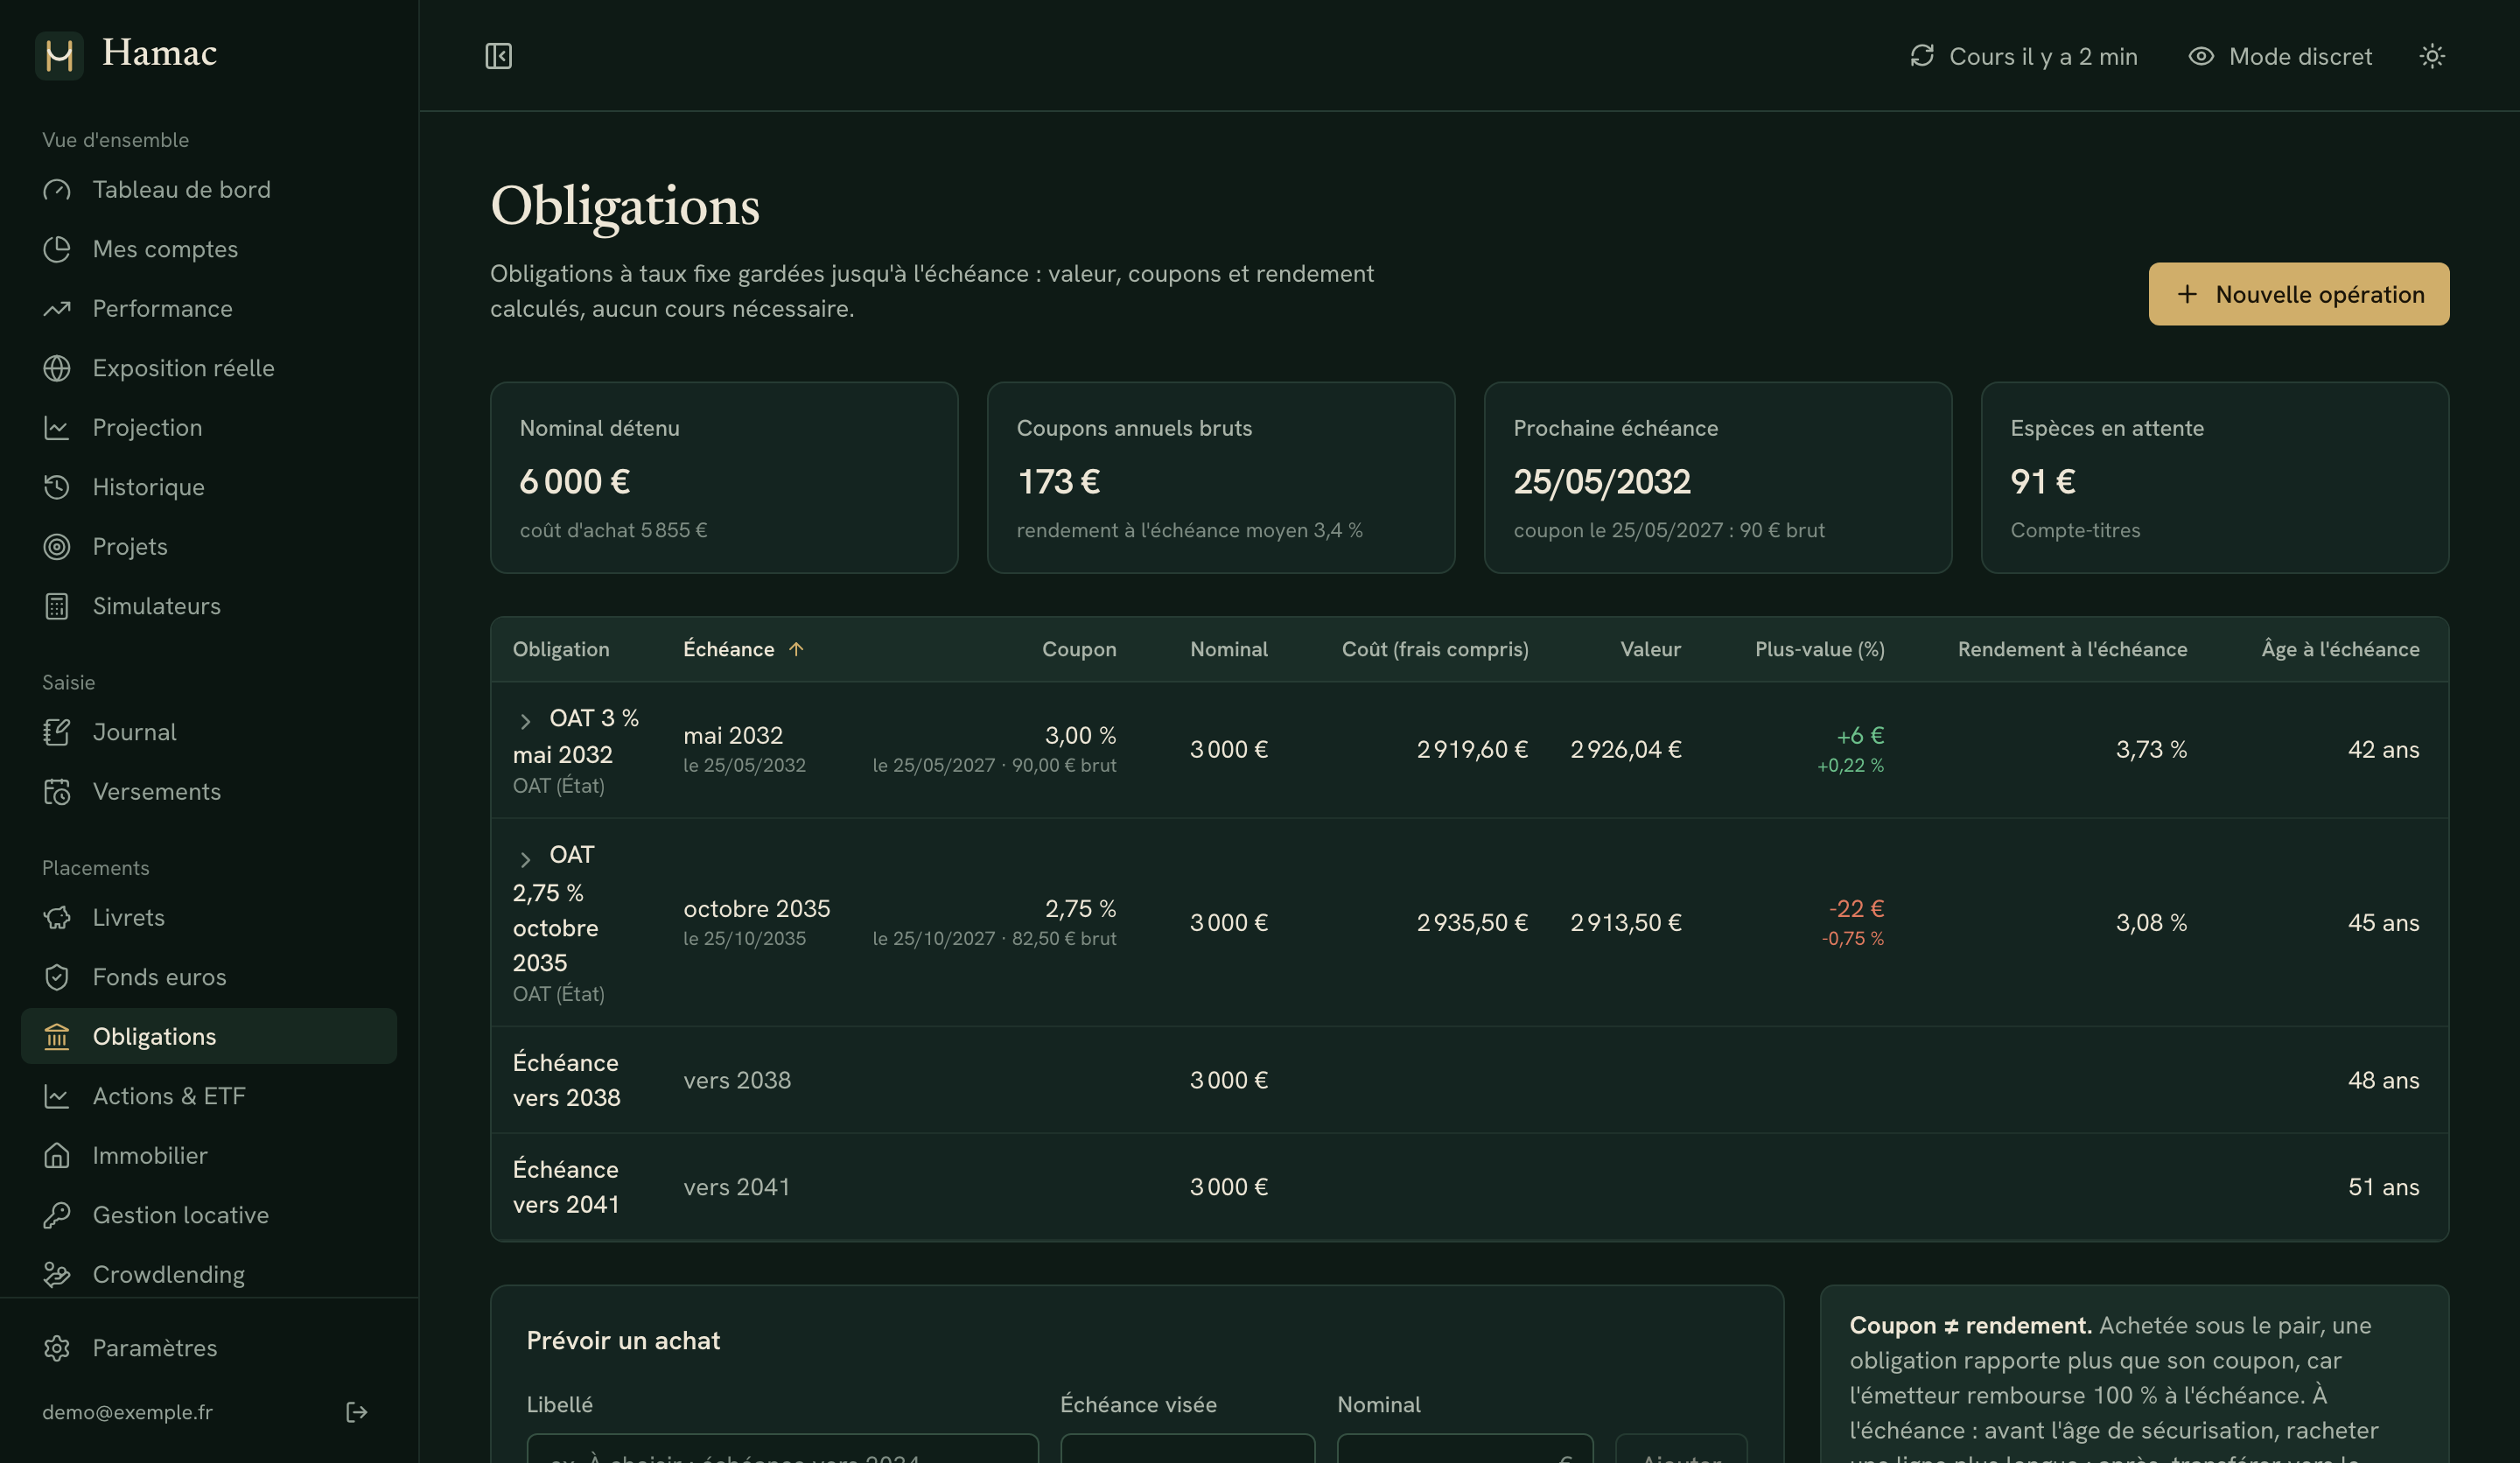 Hamac
Cours il y a 2 min
Mode discret
Vue d'ensemble
Tableau de bord
Mes comptes
Performance
Exposition réelle
Projection
Historique
Projets
Simulateurs
Saisie
Journal
Versements
Placements
Livrets
Fonds euros
Obligations
Actions & ETF
Immobilier
Gestion locative
Crowdlending
Paramètres
demo@exemple.fr
Obligations
Obligations à taux fixe gardées jusqu'à l'échéance : valeur, coupons et rendement
calculés, aucun cours nécessaire.
Nouvelle opération
Nominal détenu
6 000 €
coût d'achat 5 855 €
Coupons annuels bruts
173 €
rendement à l'échéance moyen 3,4 %
Prochaine échéance
25/05/2032
coupon le 25/05/2027 : 90 € brut
Espèces en attente
91 €
Compte-titres
Obligation Échéance Coupon Nominal Coût (frais compris) Valeur Plus-value (%) Rendement à l'échéance Âge à l'échéance
OAT 3 %
mai 2032
OAT (État)
mai 2032
le 25/05/2032
3,00 %
le 25/05/2027 · 90,00 € brut
3 000 €
2 919,60 €
2 926,04 €
+6 €
+0,22 %
3,73 %
42 ans
OAT
2,75 %
octobre
2035
OAT (État)
octobre 2035
le 25/10/2035
2,75 %
le 25/10/2027 · 82,50 € brut
3 000 €
2 935,50 €
2 913,50 €
-22 €
-0,75 %
3,08 %
45 ans
Échéance
vers 2038
vers 2038
3 000 €
48 ans
Échéance
vers 2041
vers 2041
3 000 €
51 ans
Prévoir un achat
Libellé
Échéance visée
Nominal
Coupon ≠ rendement. Achetée sous le pair, une
obligation rapporte plus que son coupon, car
l'émetteur rembourse 100 % à l'échéance. À
l'échéance : avant l'âge de sécurisation, racheter